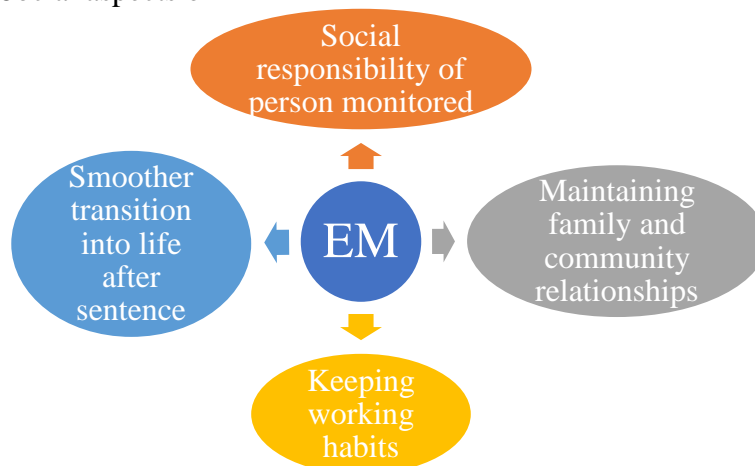 Social
responsibility of
person monitored
Smoother
transition
into life
after
sentence
EM
Maintaining
family and
community
relationships
Keeping
working
habits